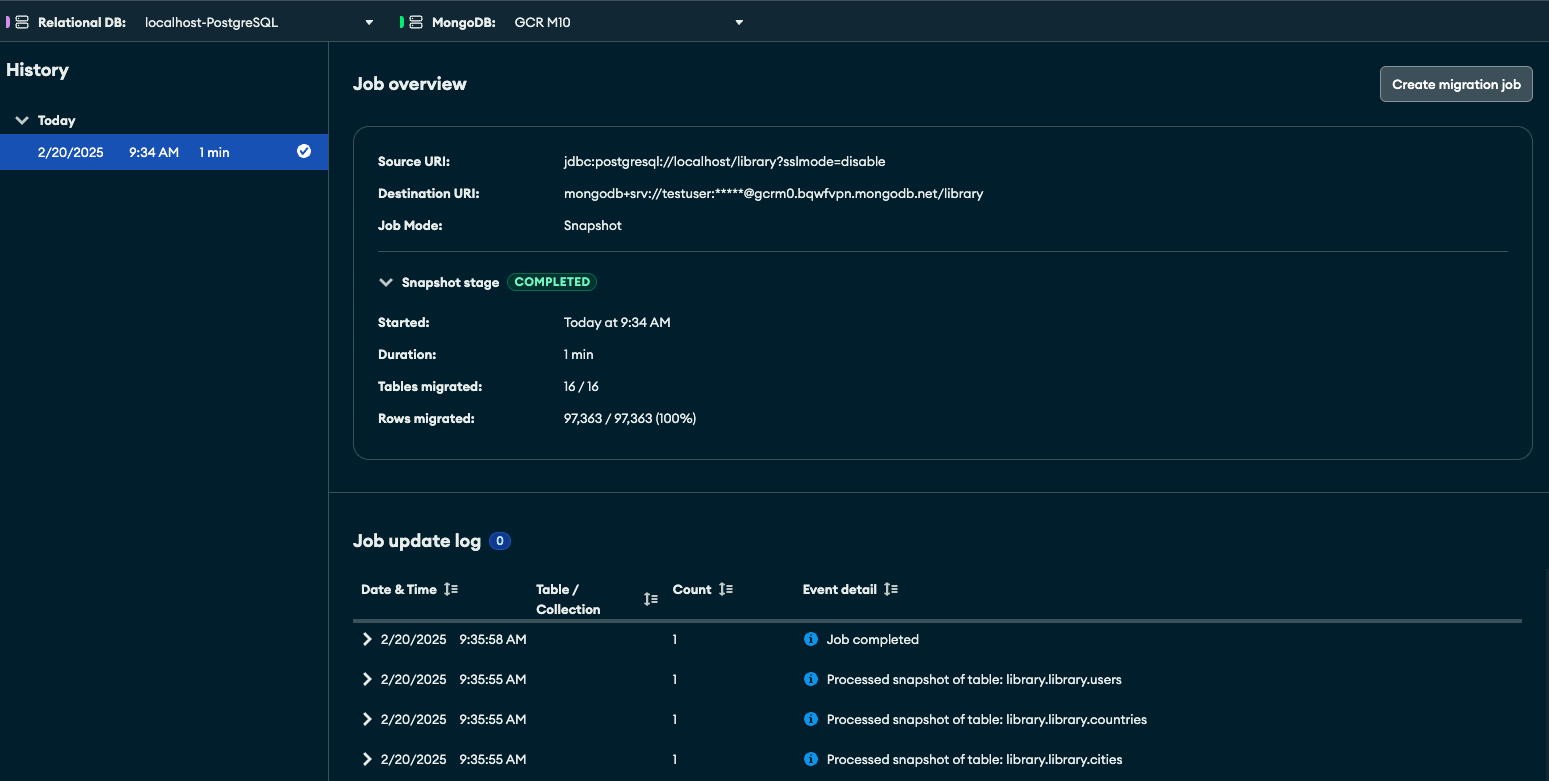 Relational DB: localhost-PostgreSQL MongoDB: GCR M10
History
Today
2/20/2025 9:34 AM 1 min
Job overview
Create migration job
Source URI: jdbc:postgresql://localhost/library?sslmode=disable
Destination URI: mongodb+srv://testuser:*****@gcrm0.bqwfvpn.mongodb.net/library
Job Mode: Snapshot
Snapshot stage COMPLETED
Started: Today at 9:34 AM
Duration: 1 min
Tables migrated: 16 / 16
Rows migrated: 97,363 / 97,363 (100%)
Job update log 0
Date & Time Table / Collection Count Event detail
2/20/2025 9:35:58 AM 1 Job completed
2/20/2025 9:35:55 AM 1 Processed snapshot of table: library.library.users
2/20/2025 9:35:55 AM 1 Processed snapshot of table: library.library.countries
2/20/2025 9:35:55 AM 1 Processed snapshot of table: library.library.cities